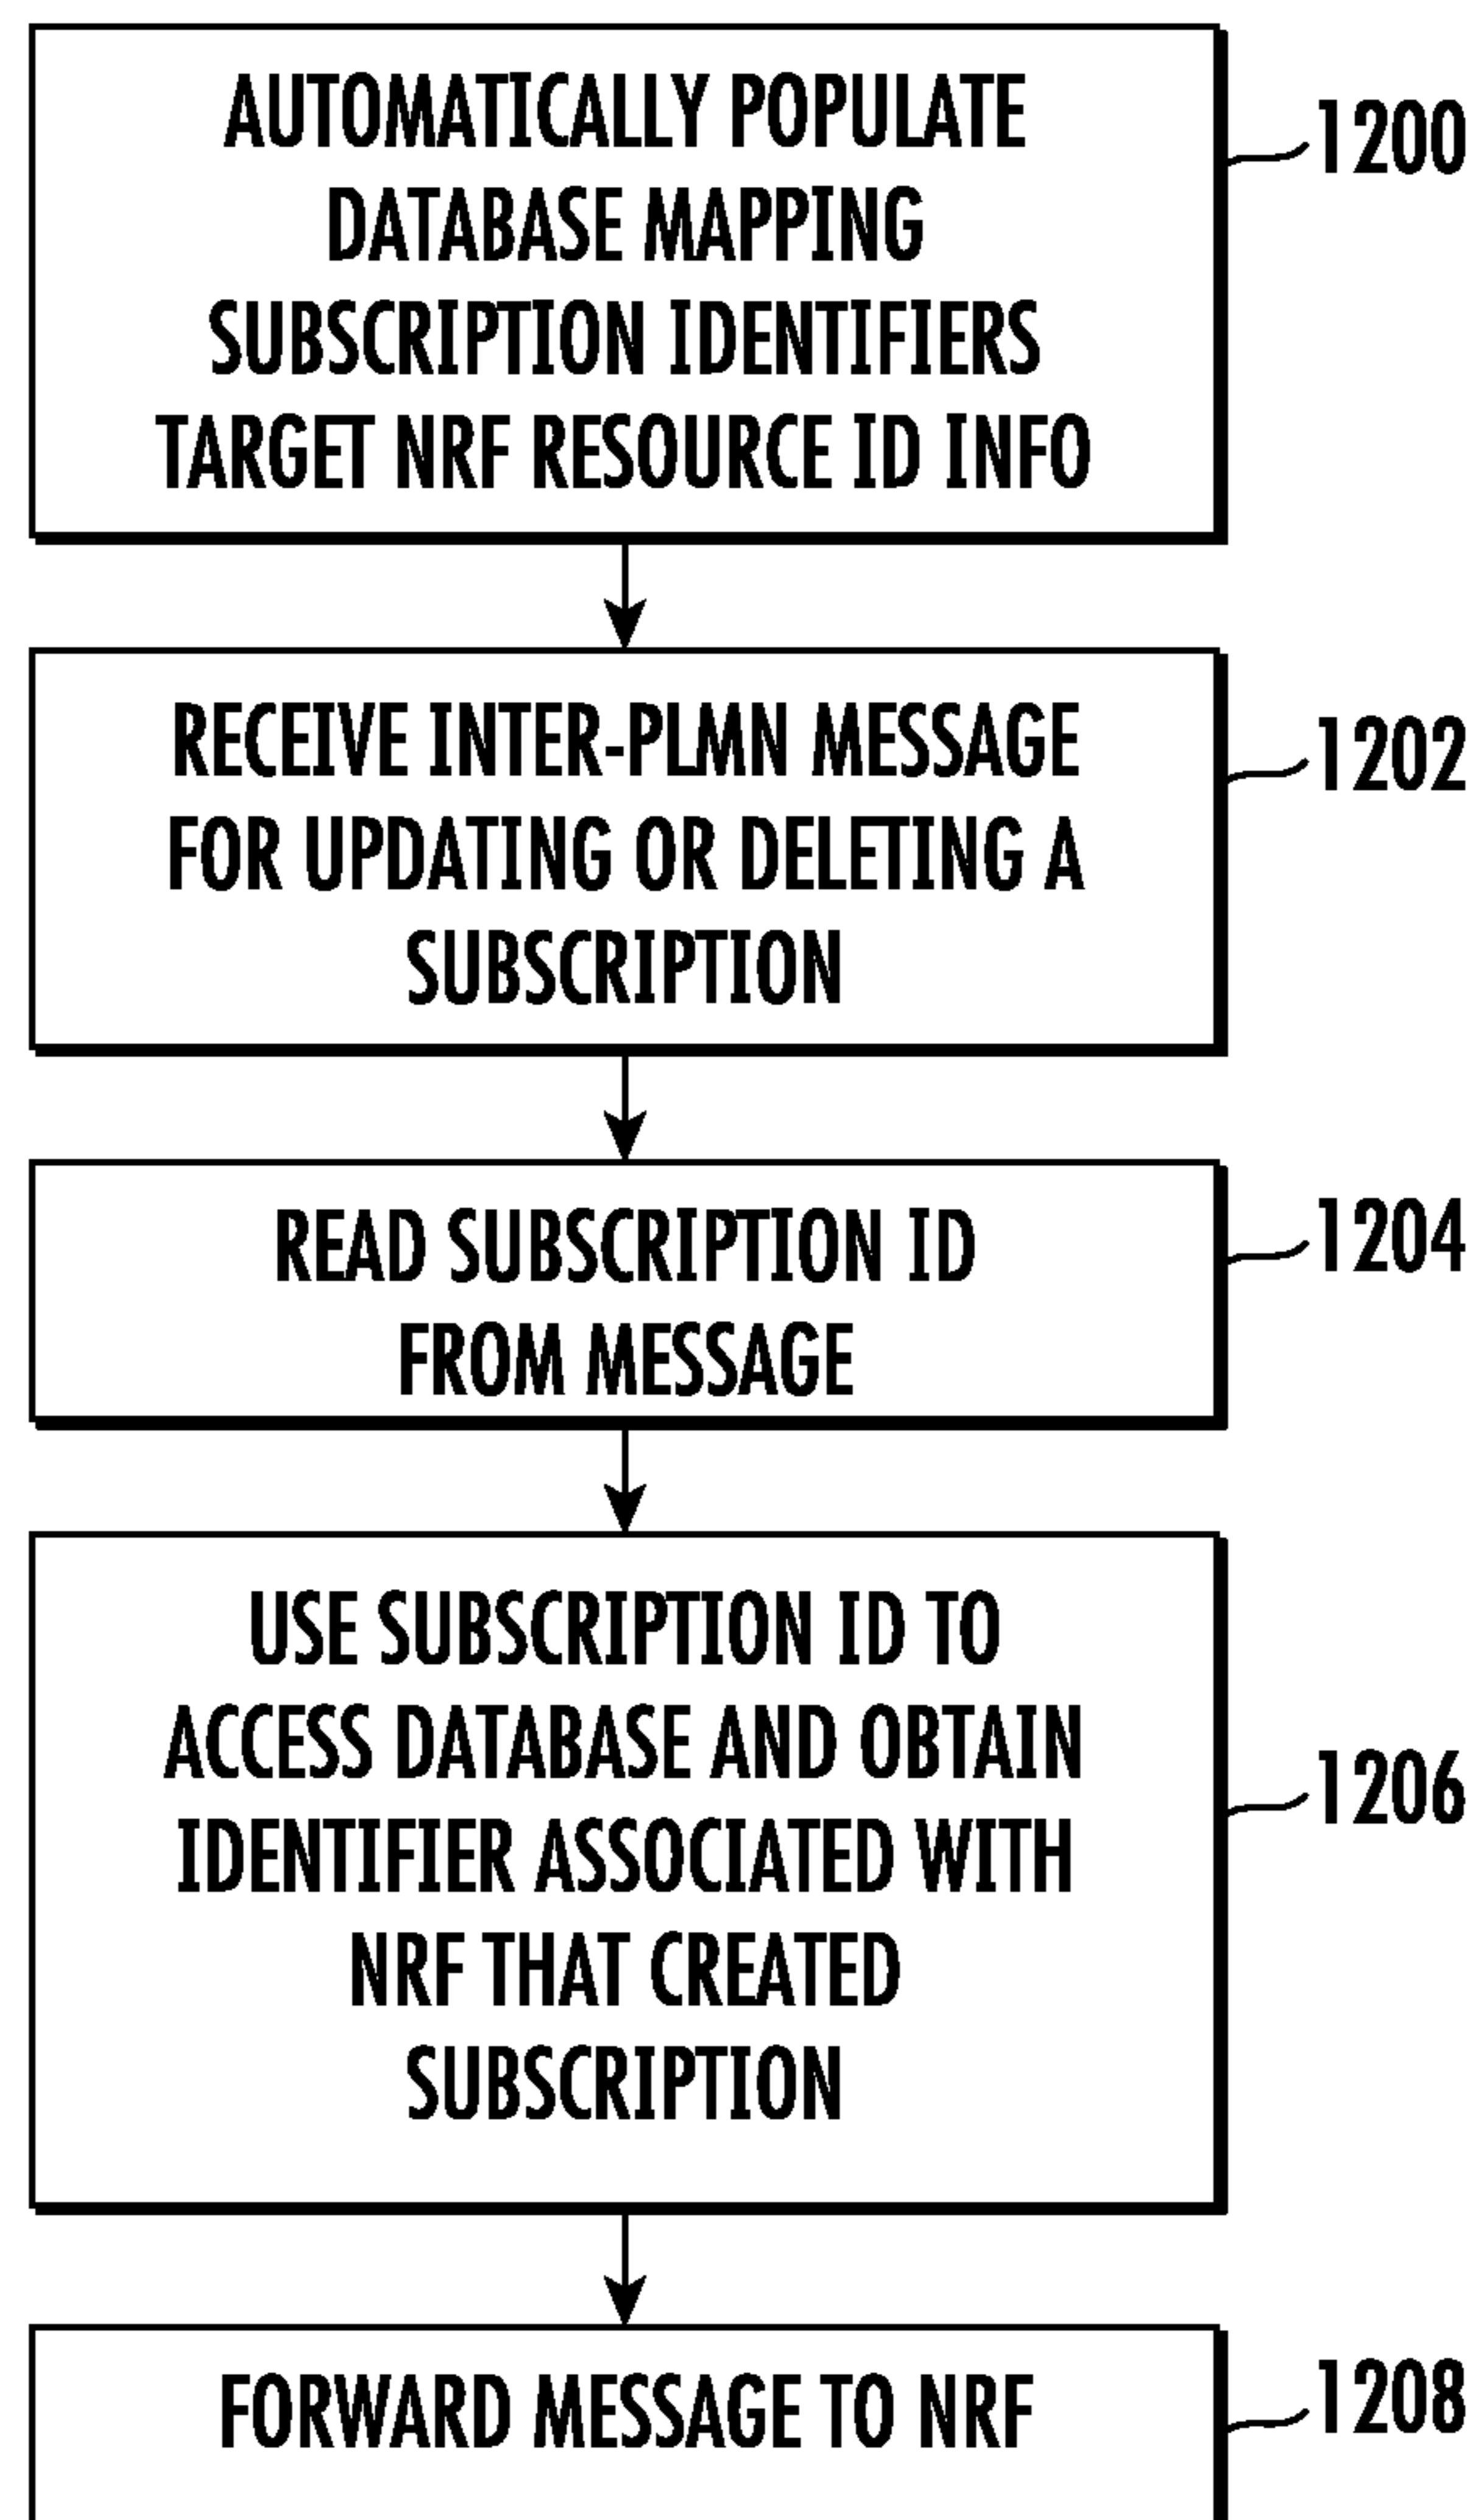 AUTOMATICALLY POPULATE
DATABASE MAPPING
SUBSCRIPTION IDENTIFIERS
TARGET NRF RESOURCE ID INFO
1200
RECEIVE INTER-PLMN MESSAGE
FOR UPDATING OR DELETING A
SUBSCRIPTION
1202
READ SUBSCRIPTION ID
FROM MESSAGE
1204
USE SUBSCRIPTION ID TO
ACCESS DATABASE AND OBTAIN
IDENTIFIER ASSOCIATED WITH
NRF THAT CREATED
SUBSCRIPTION
1206
FORWARD MESSAGE TO NRF
1208